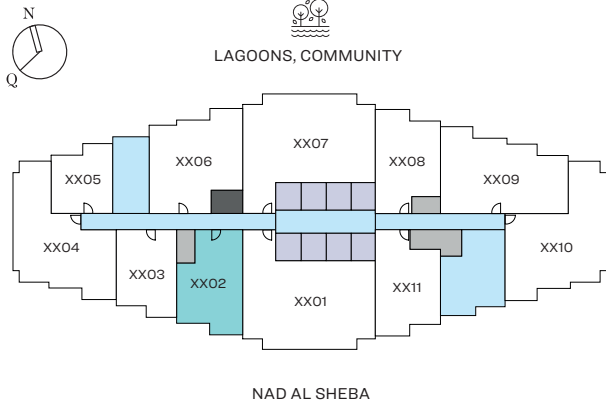 N
Q
LAGOONS, COMMUNITY
XX07
XX06
XX08
XX05
XX09
XX04
XX03
XX10
XX02
XX01
XX11
NAD AL SHEBA